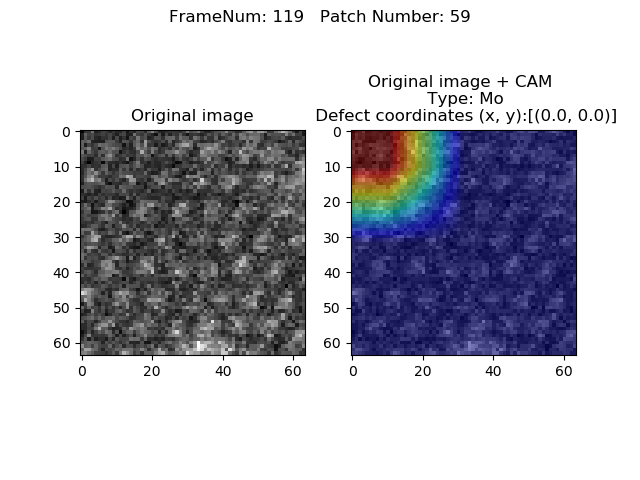 FrameNum: 119   Patch Number: 59
Original image
0
10
20
30
40
50
60
0 20 40 60
Original image + CAM
Type: Mo
Defect coordinates (x, y):[(0.0, 0.0)]
0
10
20
30
40
50
60
0 20 40 60